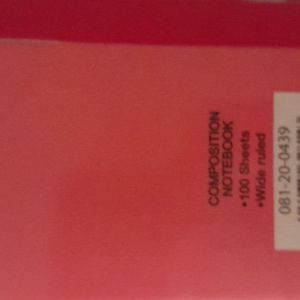 COMPOSITION
NOTEBOOK
•100 Sheets
•Wide ruled
081-20-0439